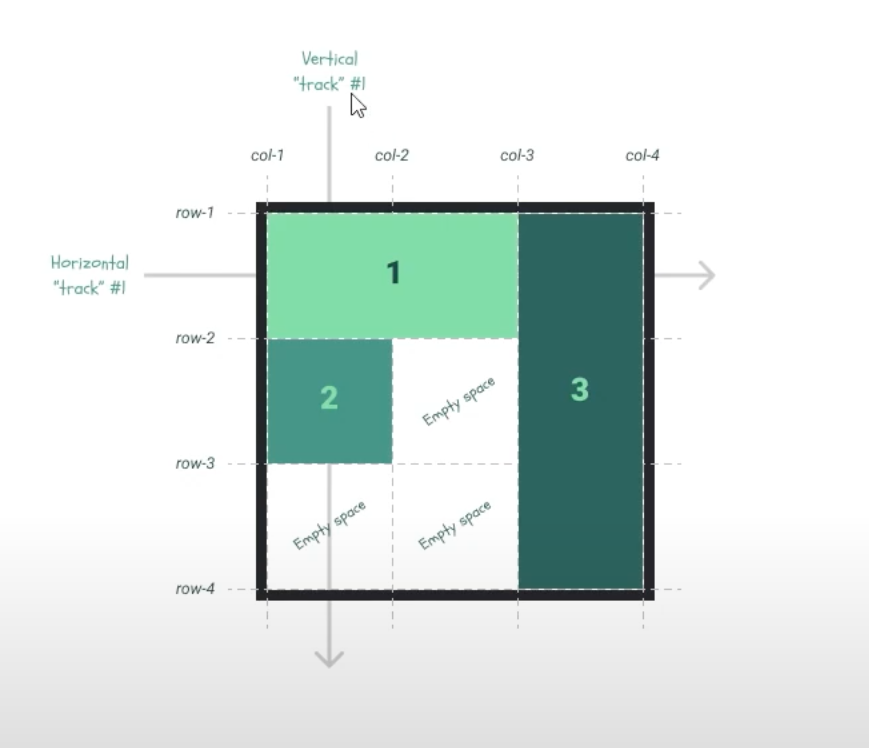 Vertical
"track" #1
col-1 col-2 col-3 col-4
row-1
Horizontal
"track" #1
1
row-2
2
3
Empty space
row-3
Empty space
Empty space
row-4